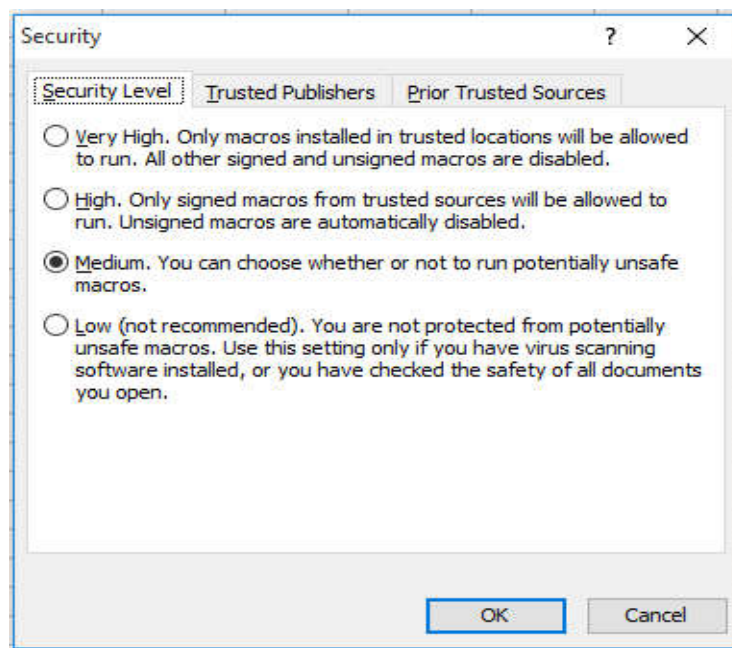 Security
?
Security Level
Trusted Publishers
Prior Trusted Sources
Very High. Only macros installed in trusted locations will be allowed
to run. All other signed and unsigned macros are disabled.
High. Only signed macros from trusted sources will be allowed to
run. Unsigned macros are automatically disabled.
Medium. You can choose whether or not to run potentially unsafe
macros.
Low (not recommended). You are not protected from potentially
unsafe macros. Use this setting only if you have virus scanning
software installed, or you have checked the safety of all documents
you open.
OK
Cancel